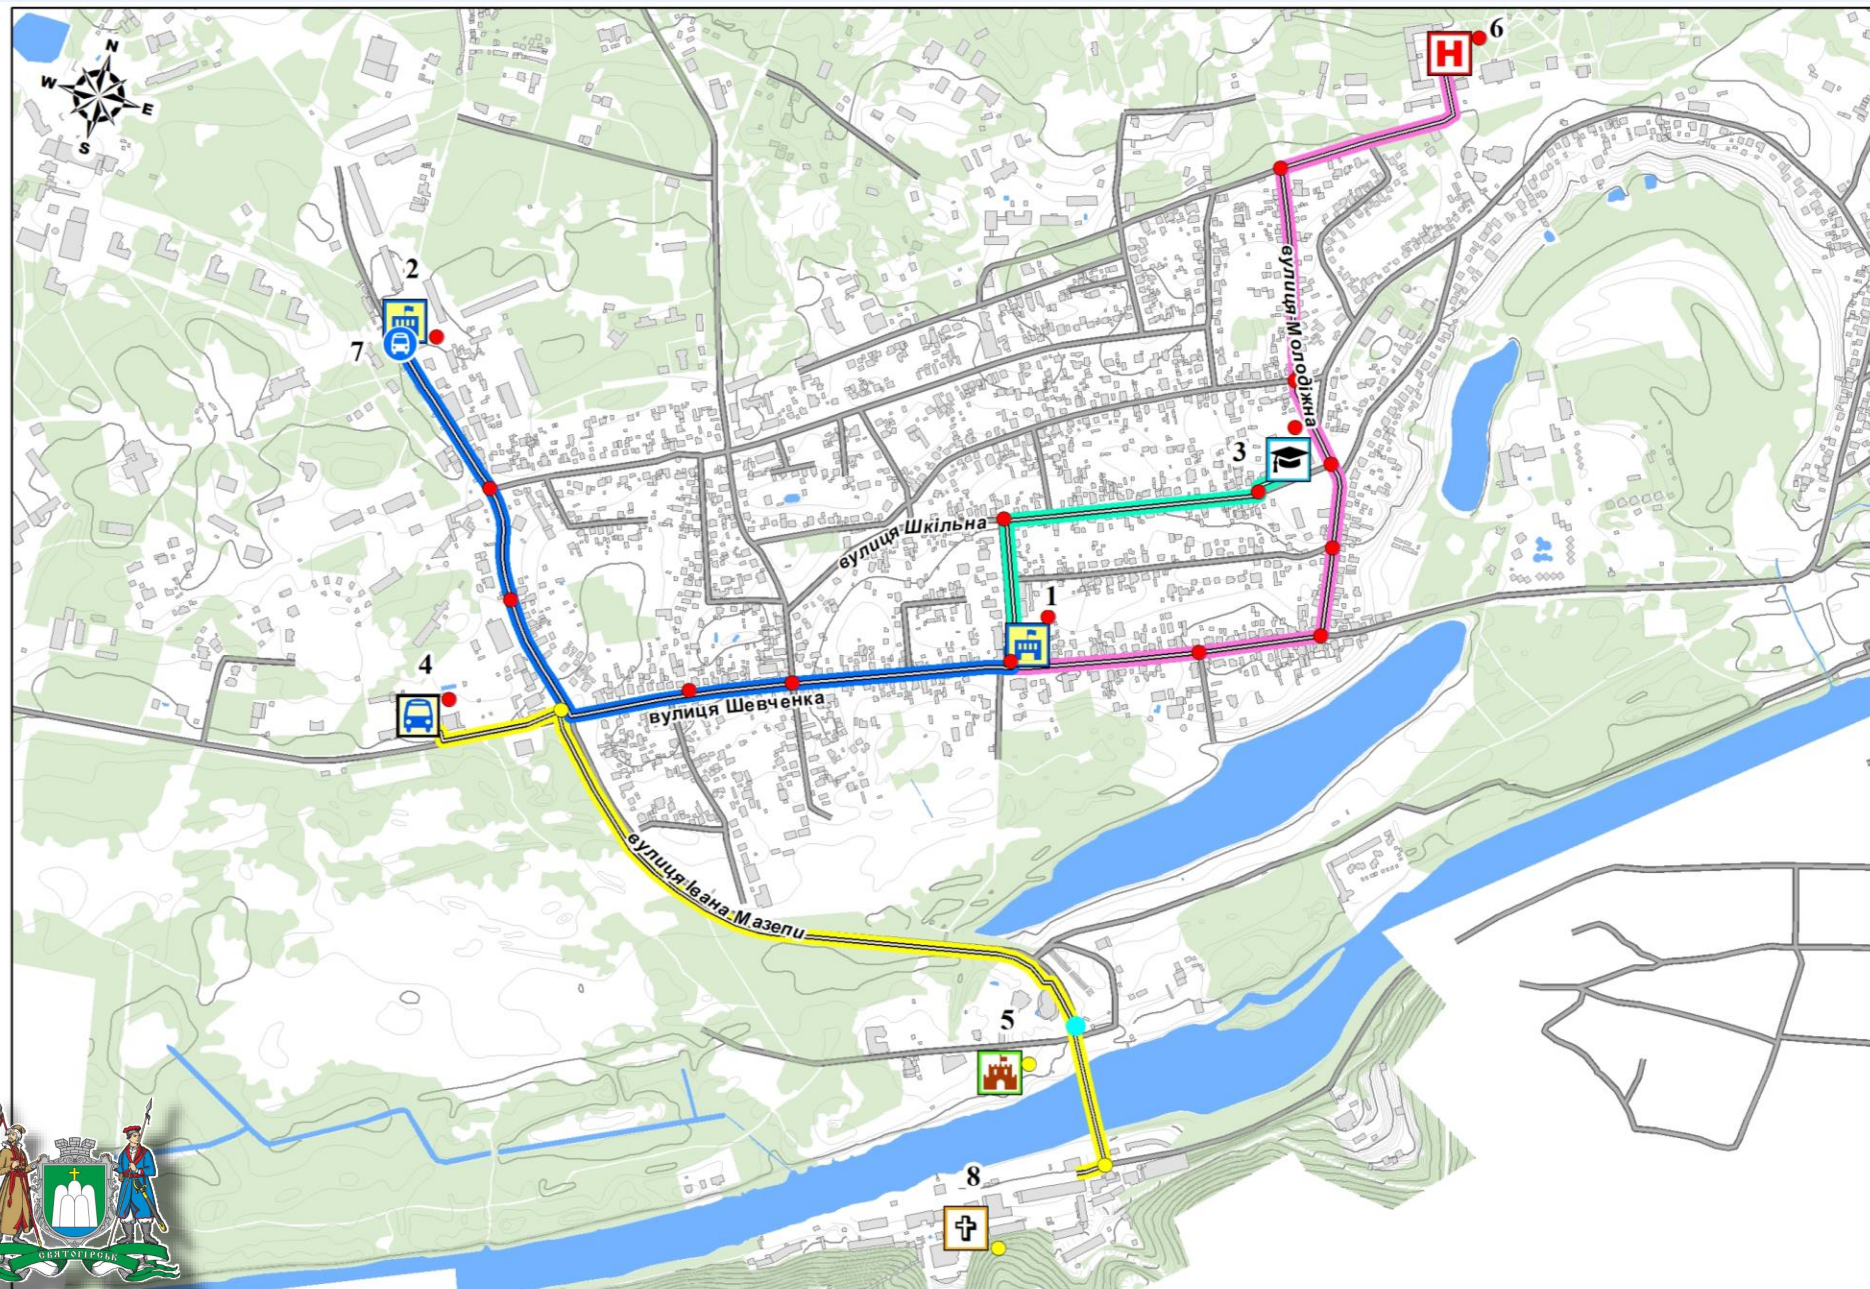 N
W
E
S
6
2
7
вулиця Молодіжна
3
вулиця Шкільна
1
4
вулиця Шевченка
вулиця Івана Мазепи
5
8
H
СВЯТОГІРСЬК